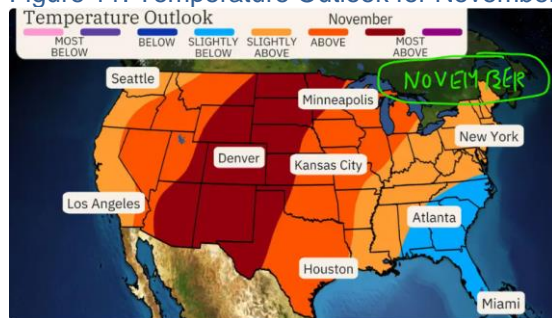 Figure 11: Temperature Outlook for November
Temperature Outlook November
MOST BELOW BELOW SLIGHTLY BELOW SLIGHTLY ABOVE ABOVE MOST ABOVE
Seattle
NOVEMBER
Minneapolis
New York
Denver
Kansas City
Los Angeles
Atlanta
Houston
Miami